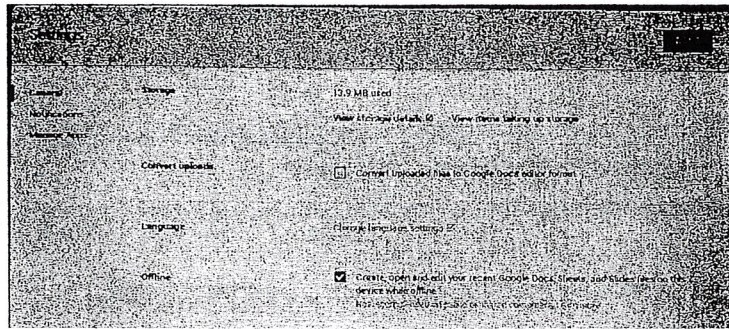 Settings
General
Notifications
Manage Apps
Storage
13.9 MB used
View storage details
View items taking up storage
Convert uploads
Convert uploaded files to Google Docs editor format
Language
Change language settings
Offline
Create, open and edit your recent Google Docs, Sheets, and Slides files on this
device while offline